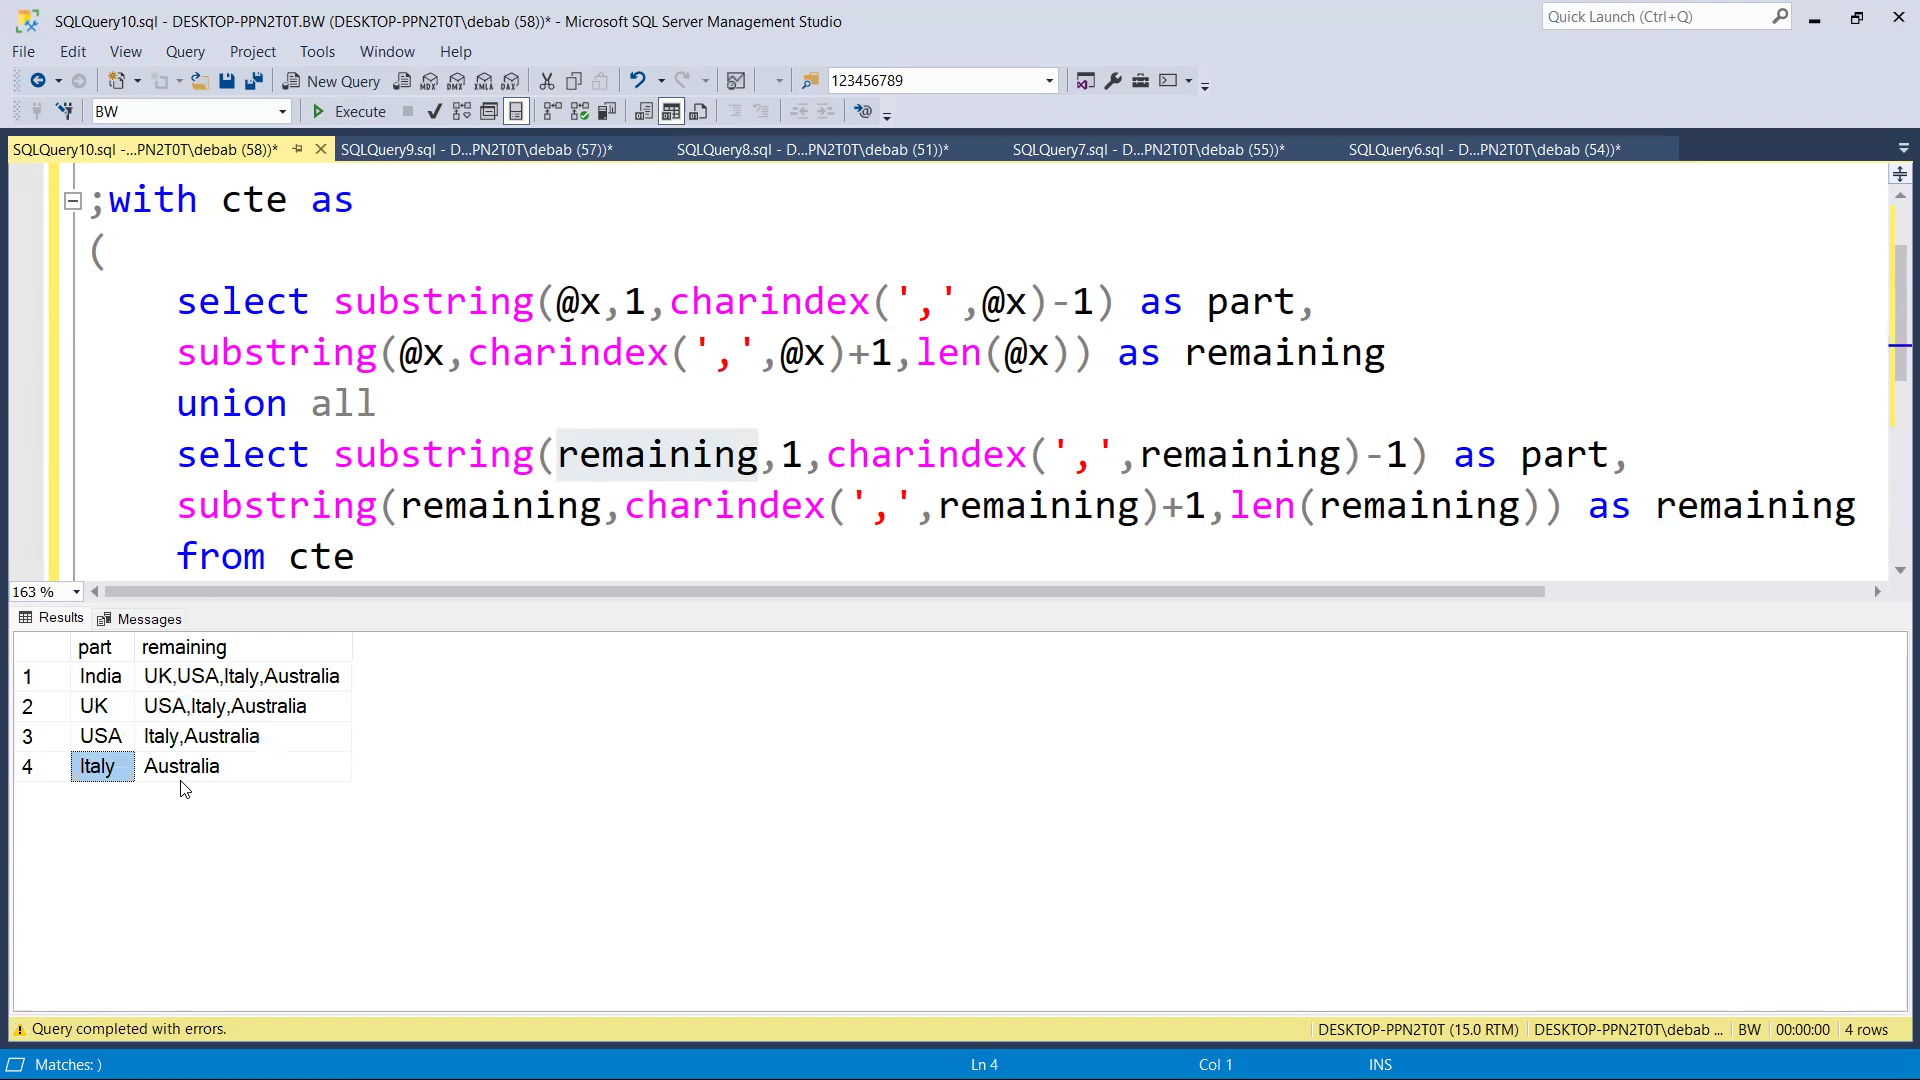 SQLQuery10.sql - DESKTOP-PPN2T0T.BW (DESKTOP-PPN2T0T\debab (58))* - Microsoft SQL Server Management Studio
Quick Launch (Ctrl+Q)
File Edit View Query Project Tools Window Help
New Query MDX DMX XMLA DAX 123456789
BW Execute
SQLQuery10.sql -...PN2T0T\debab (58))* SQLQuery9.sql - D...PN2T0T\debab (57))* SQLQuery8.sql - D...PN2T0T\debab (51))* SQLQuery7.sql - D...PN2T0T\debab (55))* SQLQuery6.sql - D...PN2T0T\debab (54))*
;with cte as
(
select substring(@x,1,charindex(',',@x)-1) as part,
substring(@x,charindex(',',@x)+1,len(@x)) as remaining
union all
select substring(remaining,1,charindex(',',remaining)-1) as part,
substring(remaining,charindex(',',remaining)+1,len(remaining)) as remaining
from cte
163 %
Results Messages
part remaining
1 India UK,USA,Italy,Australia
2 UK USA,Italy,Australia
3 USA Italy,Australia
4 Italy Australia
Query completed with errors. DESKTOP-PPN2T0T (15.0 RTM) DESKTOP-PPN2T0T\debab ... BW 00:00:00 4 rows
Matches: ) Ln 4 Col 1 INS